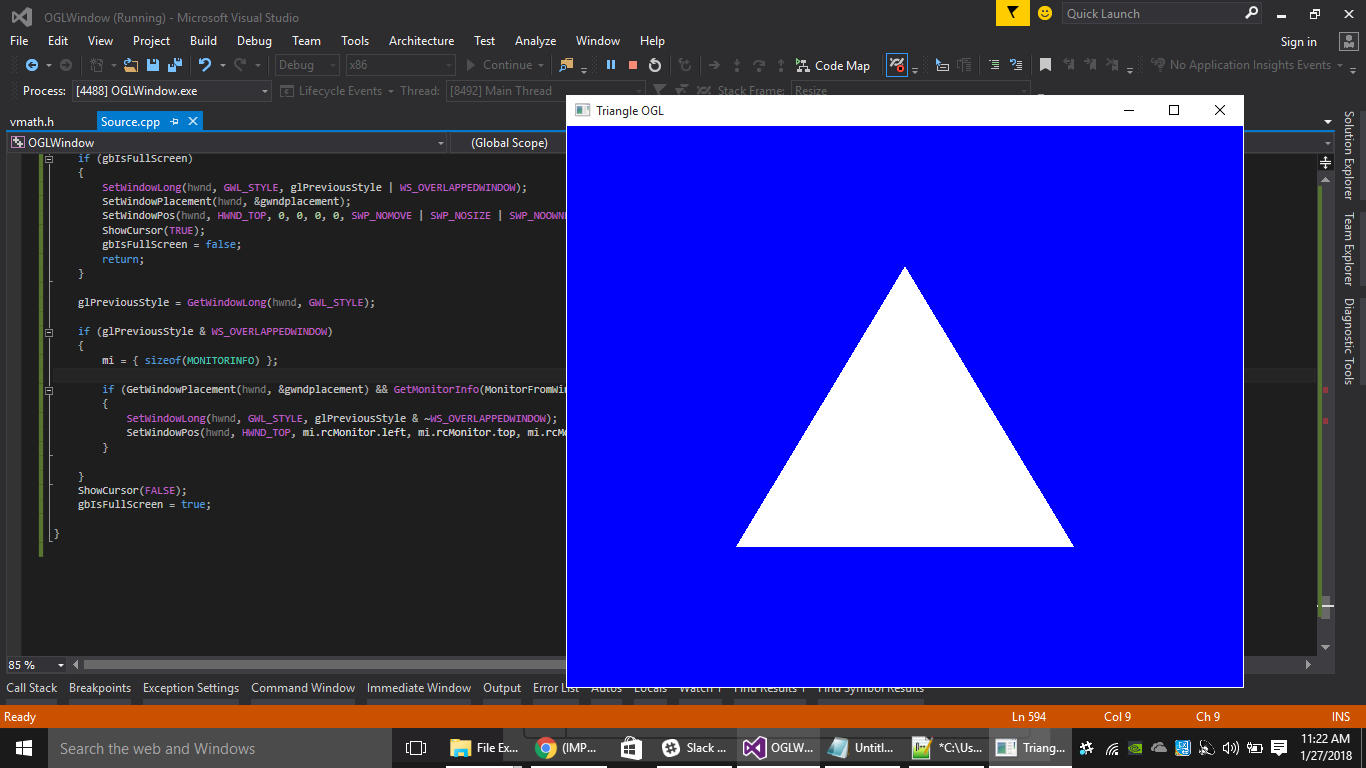 OGLWindow (Running) - Microsoft Visual Studio
Quick Launch
File Edit View Project Build Debug Team Tools Architecture Test Analyze Window Help
Sign in
Debug x86 Continue Code Map No Application Insights Events
Process: [4488] OGLWindow.exe Lifecycle Events Thread: [8492] Main Thread Stack Frame: Resize
Triangle OGL
vmath.h Source.cpp
OGLWindow (Global Scope)
if (gbIsFullScreen)
{
SetWindowLong(hwnd, GWL_STYLE, glPreviousStyle | WS_OVERLAPPEDWINDOW);
SetWindowPlacement(hwnd, &gwndplacement);
SetWindowPos(hwnd, HWND_TOP, 0, 0, 0, 0, SWP_NOMOVE | SWP_NOSIZE | SWP_NOOWN
ShowCursor(TRUE);
gbIsFullScreen = false;
return;
}
glPreviousStyle = GetWindowLong(hwnd, GWL_STYLE);
if (glPreviousStyle & WS_OVERLAPPEDWINDOW)
{
mi = { sizeof(MONITORINFO) };
if (GetWindowPlacement(hwnd, &gwndplacement) && GetMonitorInfo(MonitorFromWin
{
SetWindowLong(hwnd, GWL_STYLE, glPreviousStyle & ~WS_OVERLAPPEDWINDOW);
SetWindowPos(hwnd, HWND_TOP, mi.rcMonitor.left, mi.rcMonitor.top, mi.rcMo
}
}
ShowCursor(FALSE);
gbIsFullScreen = true;
}
Solution Explorer
Team Explorer
Diagnostic Tools
85 %
Call Stack Breakpoints Exception Settings Command Window Immediate Window Output Error List Autos Locals Watch 1 Find Results 1 Find Symbol Results
Ready Ln 594 Col 9 Ch 9 INS
Search the web and Windows
File Ex... (IMP... Slack ... OGLW... Untitl... *C:\Us... Triang...
11:22 AM
1/27/2018